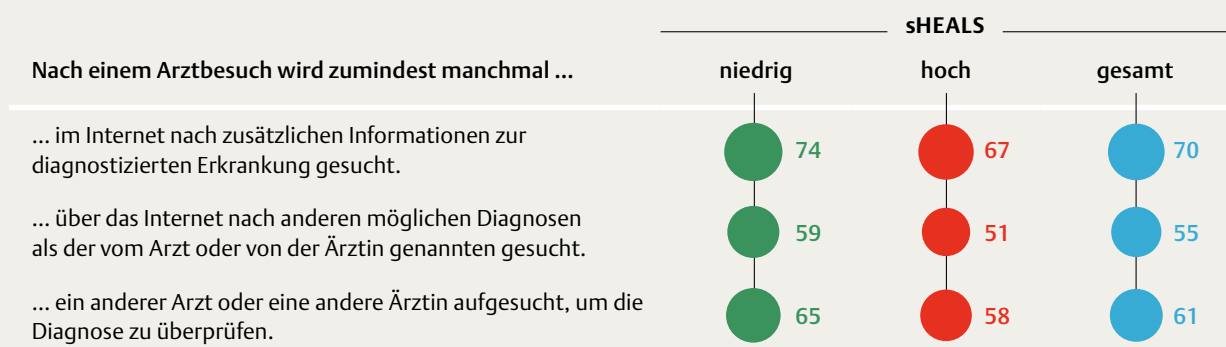 sHEALS
Nach einem Arztbesuch wird zumindest manchmal ... niedrig hoch gesamt
... im Internet nach zusätzlichen Informationen zur
diagnostizierten Erkrankung gesucht.
74 67 70
... über das Internet nach anderen möglichen Diagnosen
als der vom Arzt oder von der Ärztin genannten gesucht.
59 51 55
... ein anderer Arzt oder eine andere Ärztin aufgesucht, um die
Diagnose zu überprüfen.
65 58 61